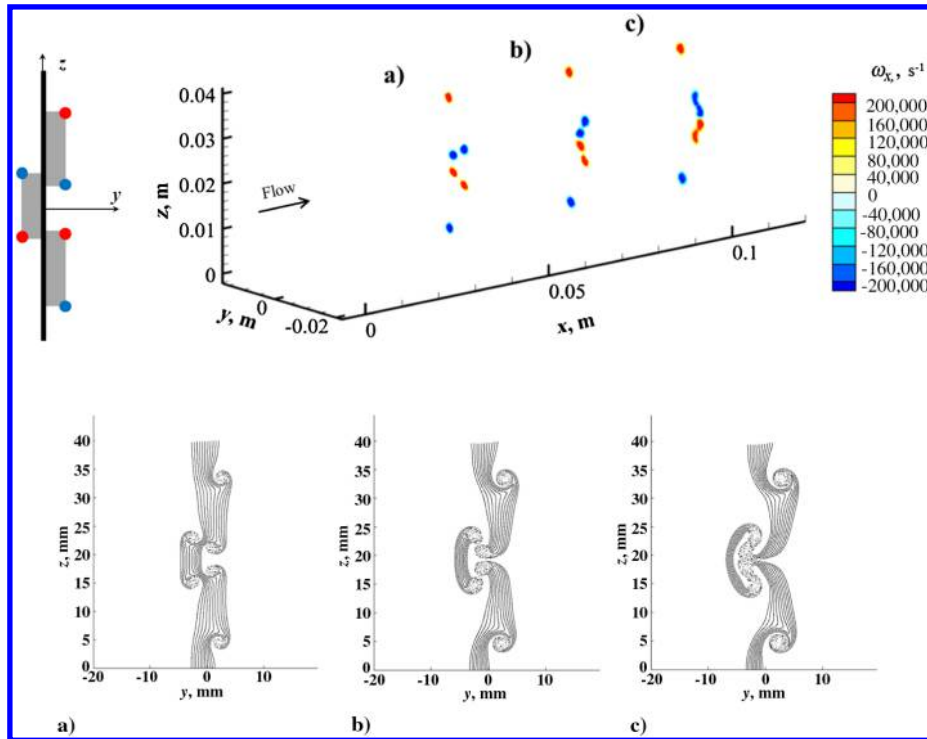 z
y
a)
b)
c)
0.04
0.03
0.02
0.01
0
z, m
Flow
y, m
0
-0.02
0
0.05
0.1
x, m
ωX, , s⁻¹
200,000
160,000
120,000
80,000
40,000
0
-40,000
-80,000
-120,000
-160,000
-200,000
40
35
30
25
20
15
10
5
0
z, mm
-20 -10 0 10
y, mm
a)
40
35
30
25
20
15
10
5
0
z, mm
-20 -10 0 10
y, mm
b)
40
35
30
25
20
15
10
5
0
z, mm
-20 -10 0 10
y, mm
c)